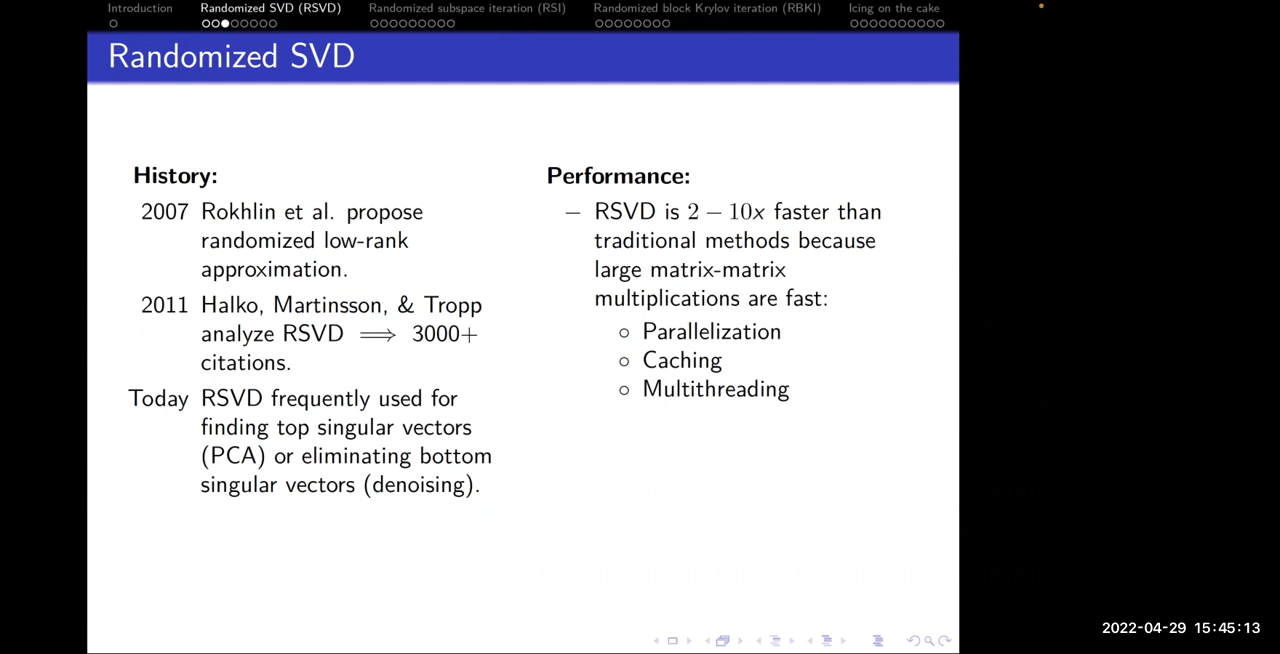 Introduction
Randomized SVD (RSVD)
Randomized subspace iteration (RSI)
Randomized block Krylov iteration (RBKI)
Icing on the cake
Randomized SVD
History:
2007 Rokhlin et al. propose
randomized low-rank
approximation.
2011 Halko, Martinsson, & Tropp
analyze RSVD ⟹ 3000+
citations.
Today RSVD frequently used for
finding top singular vectors
(PCA) or eliminating bottom
singular vectors (denoising).
Performance:
– RSVD is 2 – 10x faster than
traditional methods because
large matrix-matrix
multiplications are fast:
○ Parallelization
○ Caching
○ Multithreading
2022-04-29 15:45:13